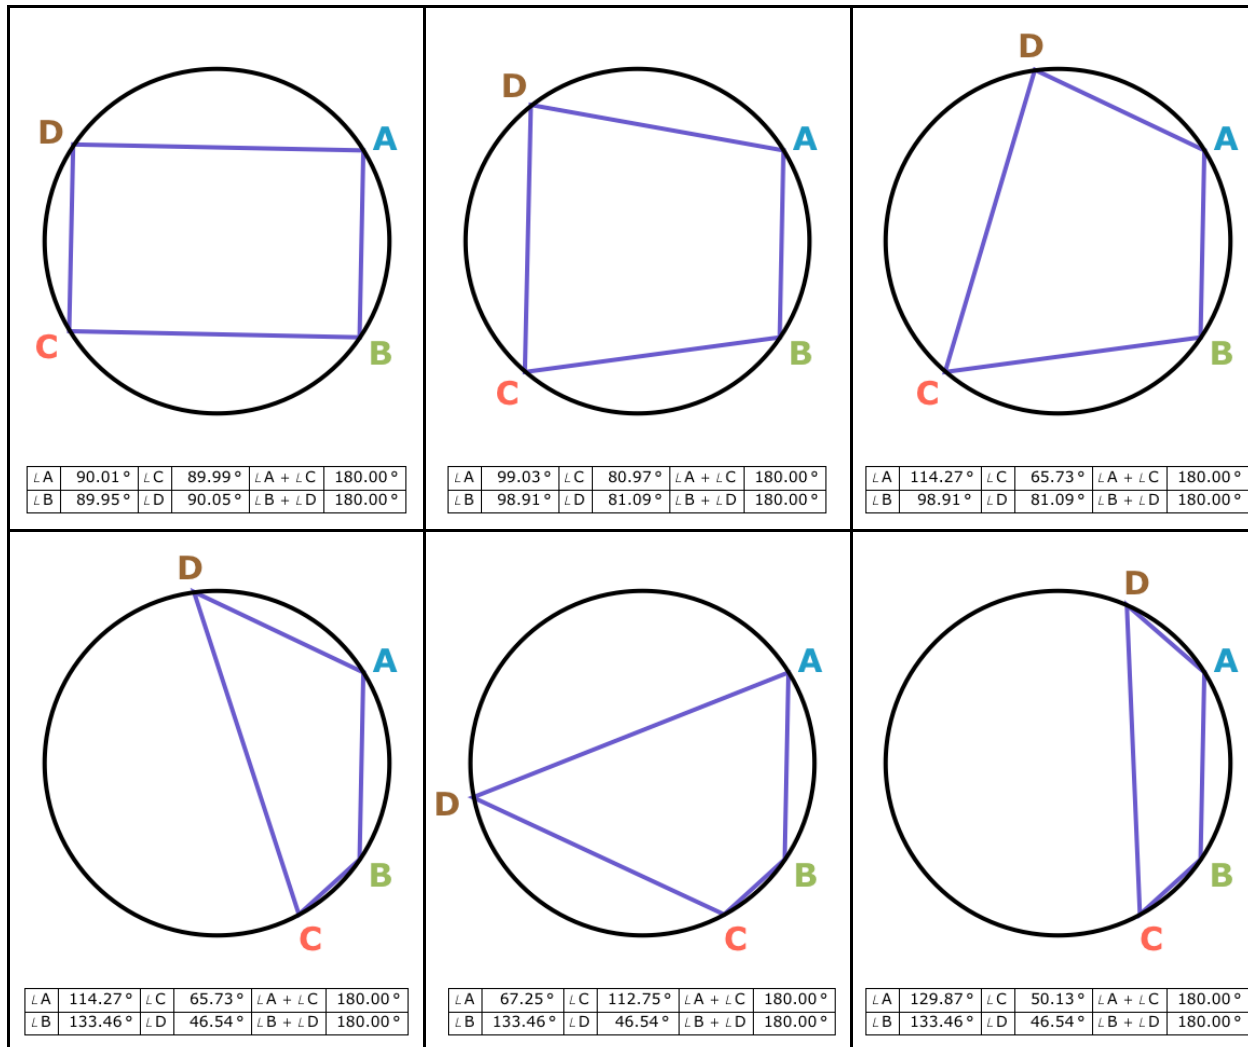 D
A
C
B
∠A 90.01° ∠C 89.99° ∠A + ∠C 180.00°
∠B 89.95° ∠D 90.05° ∠B + ∠D 180.00°
D
A
B
C
∠A 99.03° ∠C 80.97° ∠A + ∠C 180.00°
∠B 98.91° ∠D 81.09° ∠B + ∠D 180.00°
D
A
B
C
∠A 114.27° ∠C 65.73° ∠A + ∠C 180.00°
∠B 98.91° ∠D 81.09° ∠B + ∠D 180.00°
D
A
B
C
∠A 114.27° ∠C 65.73° ∠A + ∠C 180.00°
∠B 133.46° ∠D 46.54° ∠B + ∠D 180.00°
A
D
B
C
∠A 67.25° ∠C 112.75° ∠A + ∠C 180.00°
∠B 133.46° ∠D 46.54° ∠B + ∠D 180.00°
D
A
B
C
∠A 129.87° ∠C 50.13° ∠A + ∠C 180.00°
∠B 133.46° ∠D 46.54° ∠B + ∠D 180.00°